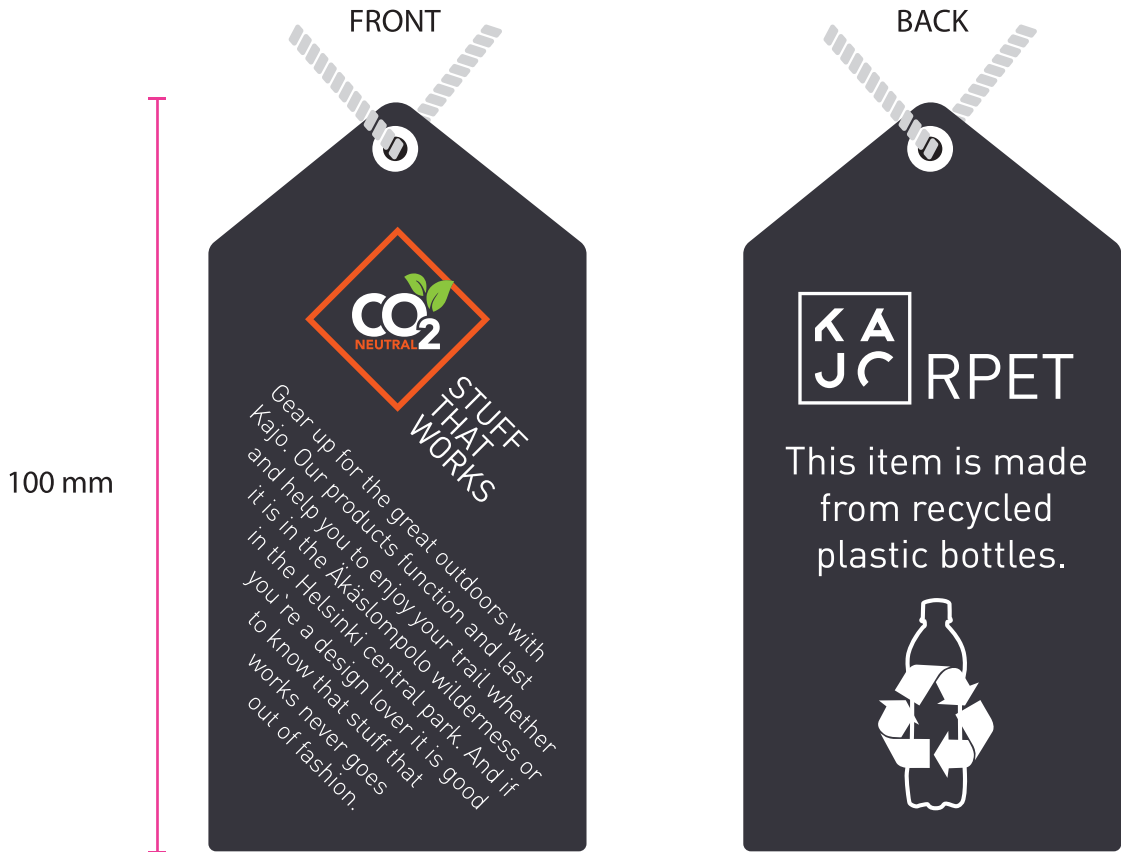 FRONT
BACK
100 mm
CO2
NEUTRAL
STUFF
THAT
WORKS
Gear up for the great outdoors with
Kajo. Our products function and last
and help you to enjoy your trail whether
it is in the Äkäslompolo wilderness or
in the Helsinki central park. And if
you`re a design lover it is good
to know that stuff that
works never goes
out of fashion.
KA
JO
RPET
This item is made
from recycled
plastic bottles.